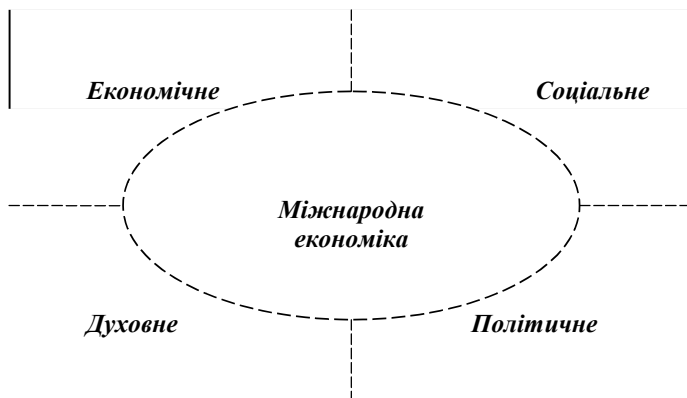 Економічне
Соціальне
Міжнародна
економіка
Духовне
Політичне